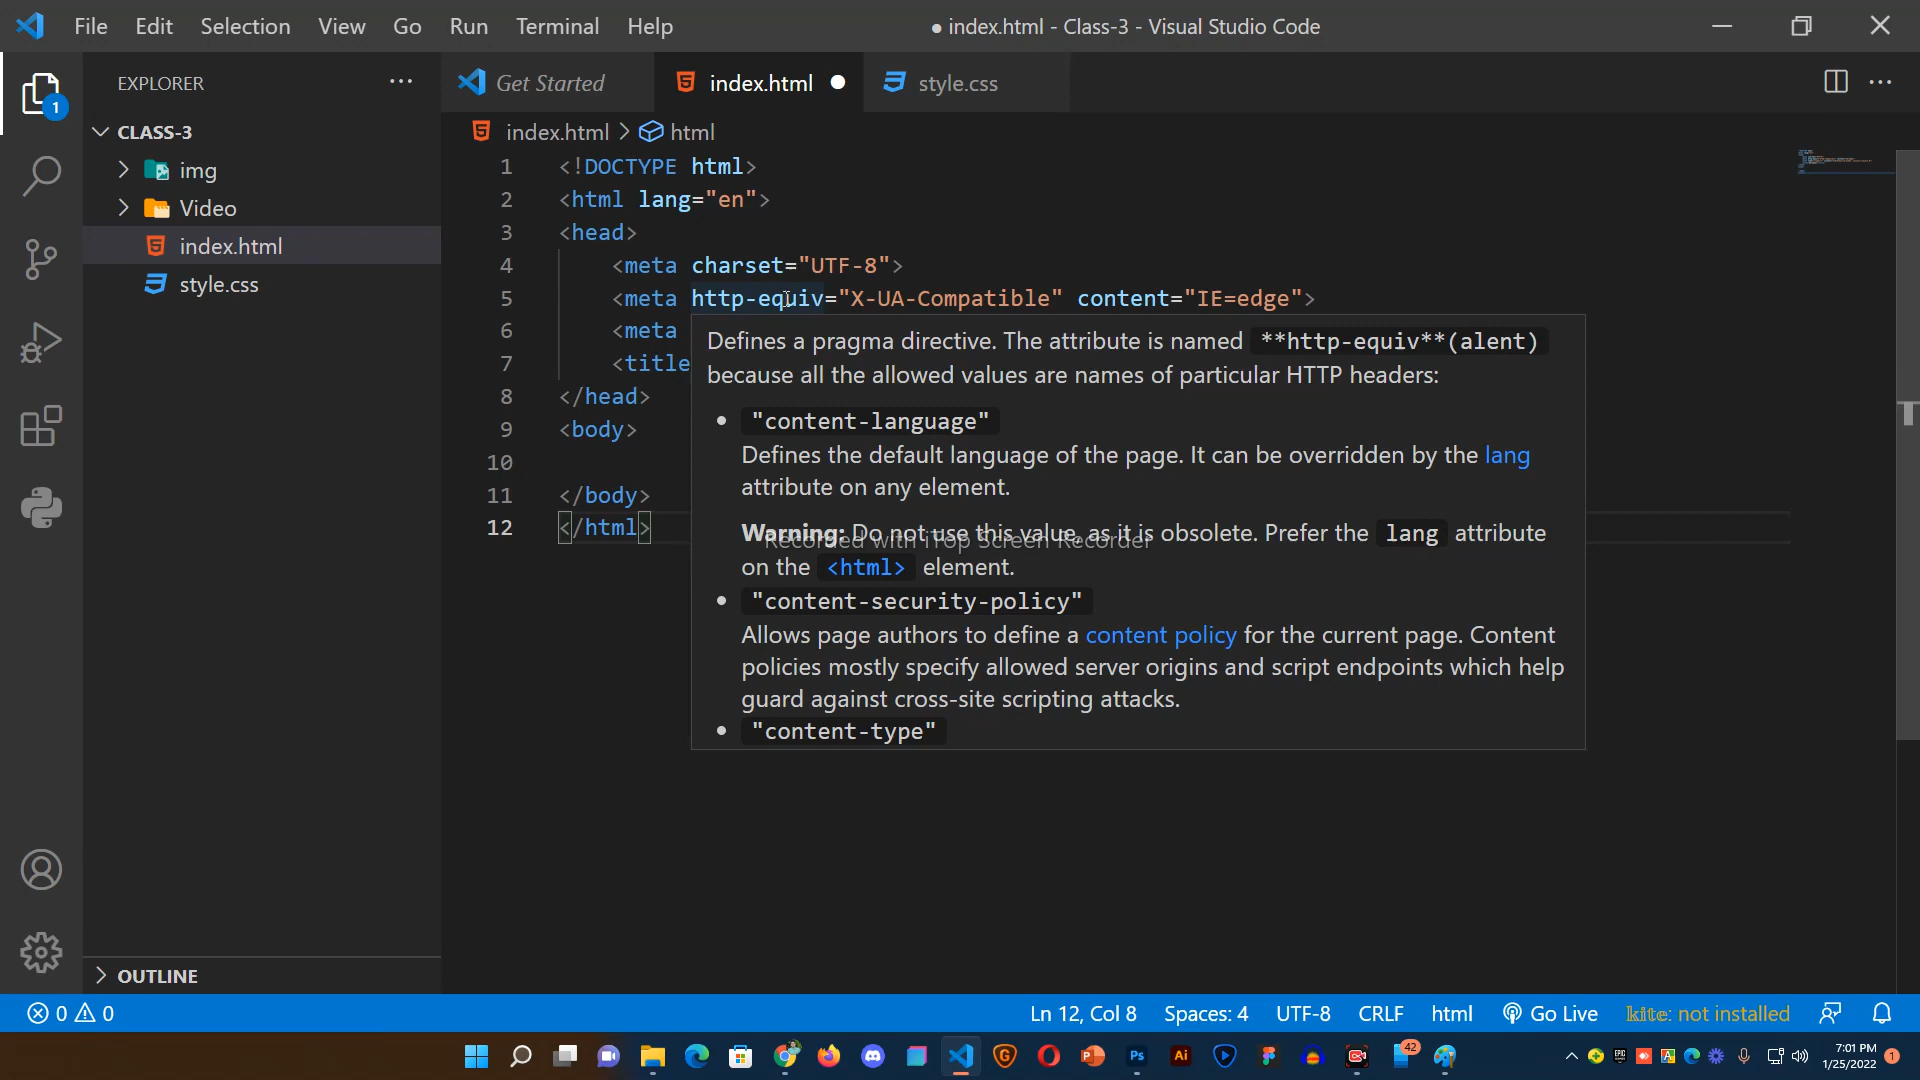 File Edit Selection View Go Run Terminal Help
● index.html - Class-3 - Visual Studio Code
EXPLORER
Get Started
index.html
style.css
1
CLASS-3
img
Video
index.html
style.css
OUTLINE
index.html > html
1 <!DOCTYPE html>
2 <html lang="en">
3 <head>
4 <meta charset="UTF-8">
5 <meta http-equiv="X-UA-Compatible" content="IE=edge">
6 <meta
7 <title
8 </head>
9 <body>
10
11 </body>
12 </html>
Defines a pragma directive. The attribute is named **http-equiv**(alent)
because all the allowed values are names of particular HTTP headers:
• "content-language"
Defines the default language of the page. It can be overridden by the lang
attribute on any element.
Warning: Do not use this value, as it is obsolete. Prefer the lang attribute
Recorded with iTop Screen Recorder
on the <html> element.
• "content-security-policy"
Allows page authors to define a content policy for the current page. Content
policies mostly specify allowed server origins and script endpoints which help
guard against cross-site scripting attacks.
• "content-type"
0 0
Ln 12, Col 8 Spaces: 4 UTF-8 CRLF html Go Live kite: not installed
42
7:01 PM
1/25/2022
1